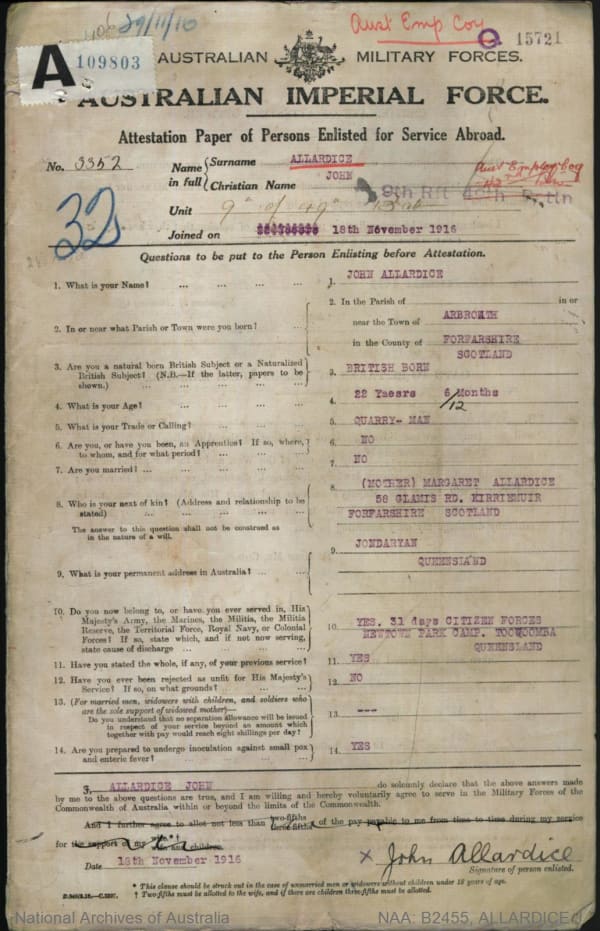 29/11/16
Aust Emp Coy
15721
A 109803
AUSTRALIAN MILITARY FORCES.
AUSTRALIAN IMPERIAL FORCE.
Attestation Paper of Persons Enlisted for Service Abroad.
No. 3352
Name in full { Surname ALLARDICE
Christian Name JOHN
Aust Employ Coy
9th Rft 49th Battn
32
Unit 9th of 49th Batt
Joined on 18th November 1916
Questions to be put to the Person Enlisting before Attestation.
1. What is your Name? ... ... ... ...
1. JOHN ALLARDICE
2. In or near what Parish or Town were you born? ...
2. In the Parish of in or
near the Town of ARBROATH
in the County of FORFARSHIRE
SCOTLAND
3. Are you a natural born British Subject or a Naturalized
British Subject? (N.B.—If the latter, papers to be
shown.) ... ... ... ...
3. BRITISH BORN
4. What is your Age? ... ... ... ...
4. 22 Yaeers 6 Months
6/12
5. What is your Trade or Calling? ... ... ...
5. QUARRY- MAN
6. Are you, or have you been, an Apprentice? If so, where,
to whom, and for what period? ... ... ...
6. NO
7. Are you married? ... ... ... ...
7. NO
8. Who is your next of kin? (Address and relationship to be
stated) ... ... ... ...
The answer to this question shall not be construed as
in the nature of a will.
8. (MOTHER) MARGARET ALLARDICE
58 GLAMIS RD. KIRRIEMUIR
FORFARSHIRE SCOTLAND
9. What is your permanent address in Australia? ... ...
9. JONDARYAN
QUEENSLAND
10. Do you now belong to, or have you ever served in, His
Majesty's Army, the Marines, the Militia, the Militia
Reserve, the Territorial Force, Royal Navy, or Colonial
Forces? If so, state which, and if not now serving,
state cause of discharge ... ... ...
10. YES. 31 days CITIZEN FORCES
NEWTOWN PARK CAMP. TOOWOOMBA
QUEENSLAND
11. Have you stated the whole, if any, of your previous service?
11. YES
12. Have you ever been rejected as unfit for His Majesty's
Service? If so, on what grounds? ... ...
12. NO
13. (For married men, widowers with children, and soldiers who
are the sole support of widowed mother)—
Do you understand that no separation allowance will be issued
in respect of your service beyond an amount which
together with pay would reach eight shillings per day?
13. ---
14. Are you prepared to undergo inoculation against small pox
and enteric fever? ... ... ... ...
14. YES
I, ALLARDICE JOHN do solemnly declare that the above answers made
by me to the above questions are true, and I am willing and hereby voluntarily agree to serve in the Military Forces of the
Commonwealth of Australia within or beyond the limits of the Commonwealth.
And I further agree to allot not less than two-fifths three-fifths of the pay payable to me from time to time during my service
for the support of my wife and children
Date 18th November 1916
x John Allardice
Signature of person enlisted.
* This clause should be struck out in the case of unmarried men or widowers without children under 18 years of age.
† Two-fifths must be allotted to the wife, and if there are children three-fifths must be allotted.
National Archives of Australia
NAA: B2455, ALLARDICE J